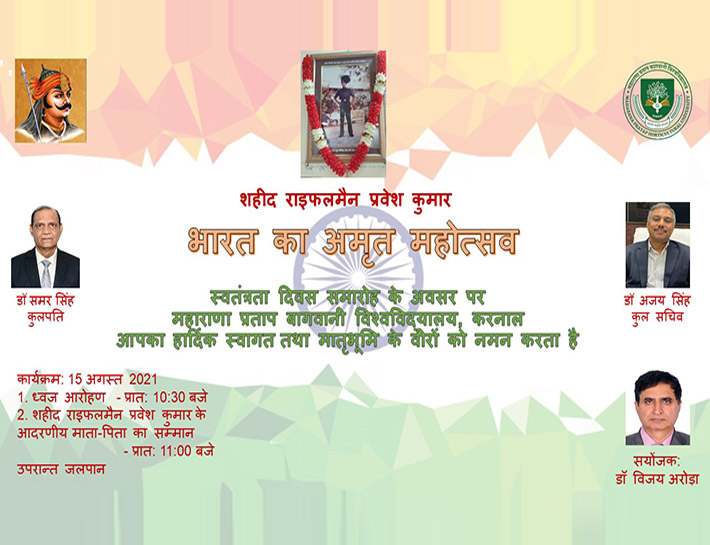 शहीद राइफलमैन प्रवेश कुमार
भारत का अमृत महोत्सव
स्वतंत्रता दिवस समारोह के अवसर पर
महाराणा प्रताप बागवानी विश्वविद्यालय, करनाल
आपका हार्दिक स्वागत तथा मातृभूमि के वीरों को नमन करता है
डॉ समर सिंह
कुलपति
डॉ अजय सिंह
कुल सचिव
कार्यक्रम: 15 अगस्त 2021
1. ध्वज आरोहण - प्रात: 10:30 बजे
2. शहीद राइफलमैन प्रवेश कुमार के
आदरणीय माता-पिता का सम्मान
- प्रात: 11:00 बजे
उपरान्त जलपान
सयोंजक:
डॉ विजय अरोड़ा